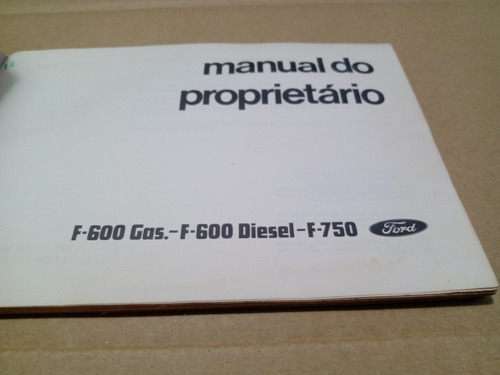 manual do
proprietário
F-600 Gas.-F-600 Diesel-F-750 Ford